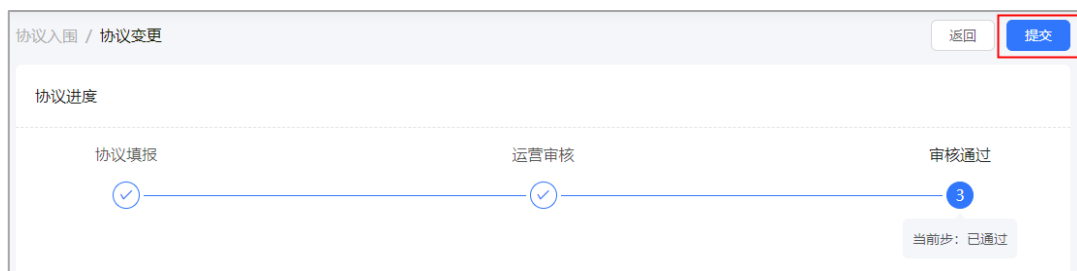 协议入围 / 协议变更 返回 提交
协议进度
协议填报 运营审核 审核通过
3
当前步：已通过